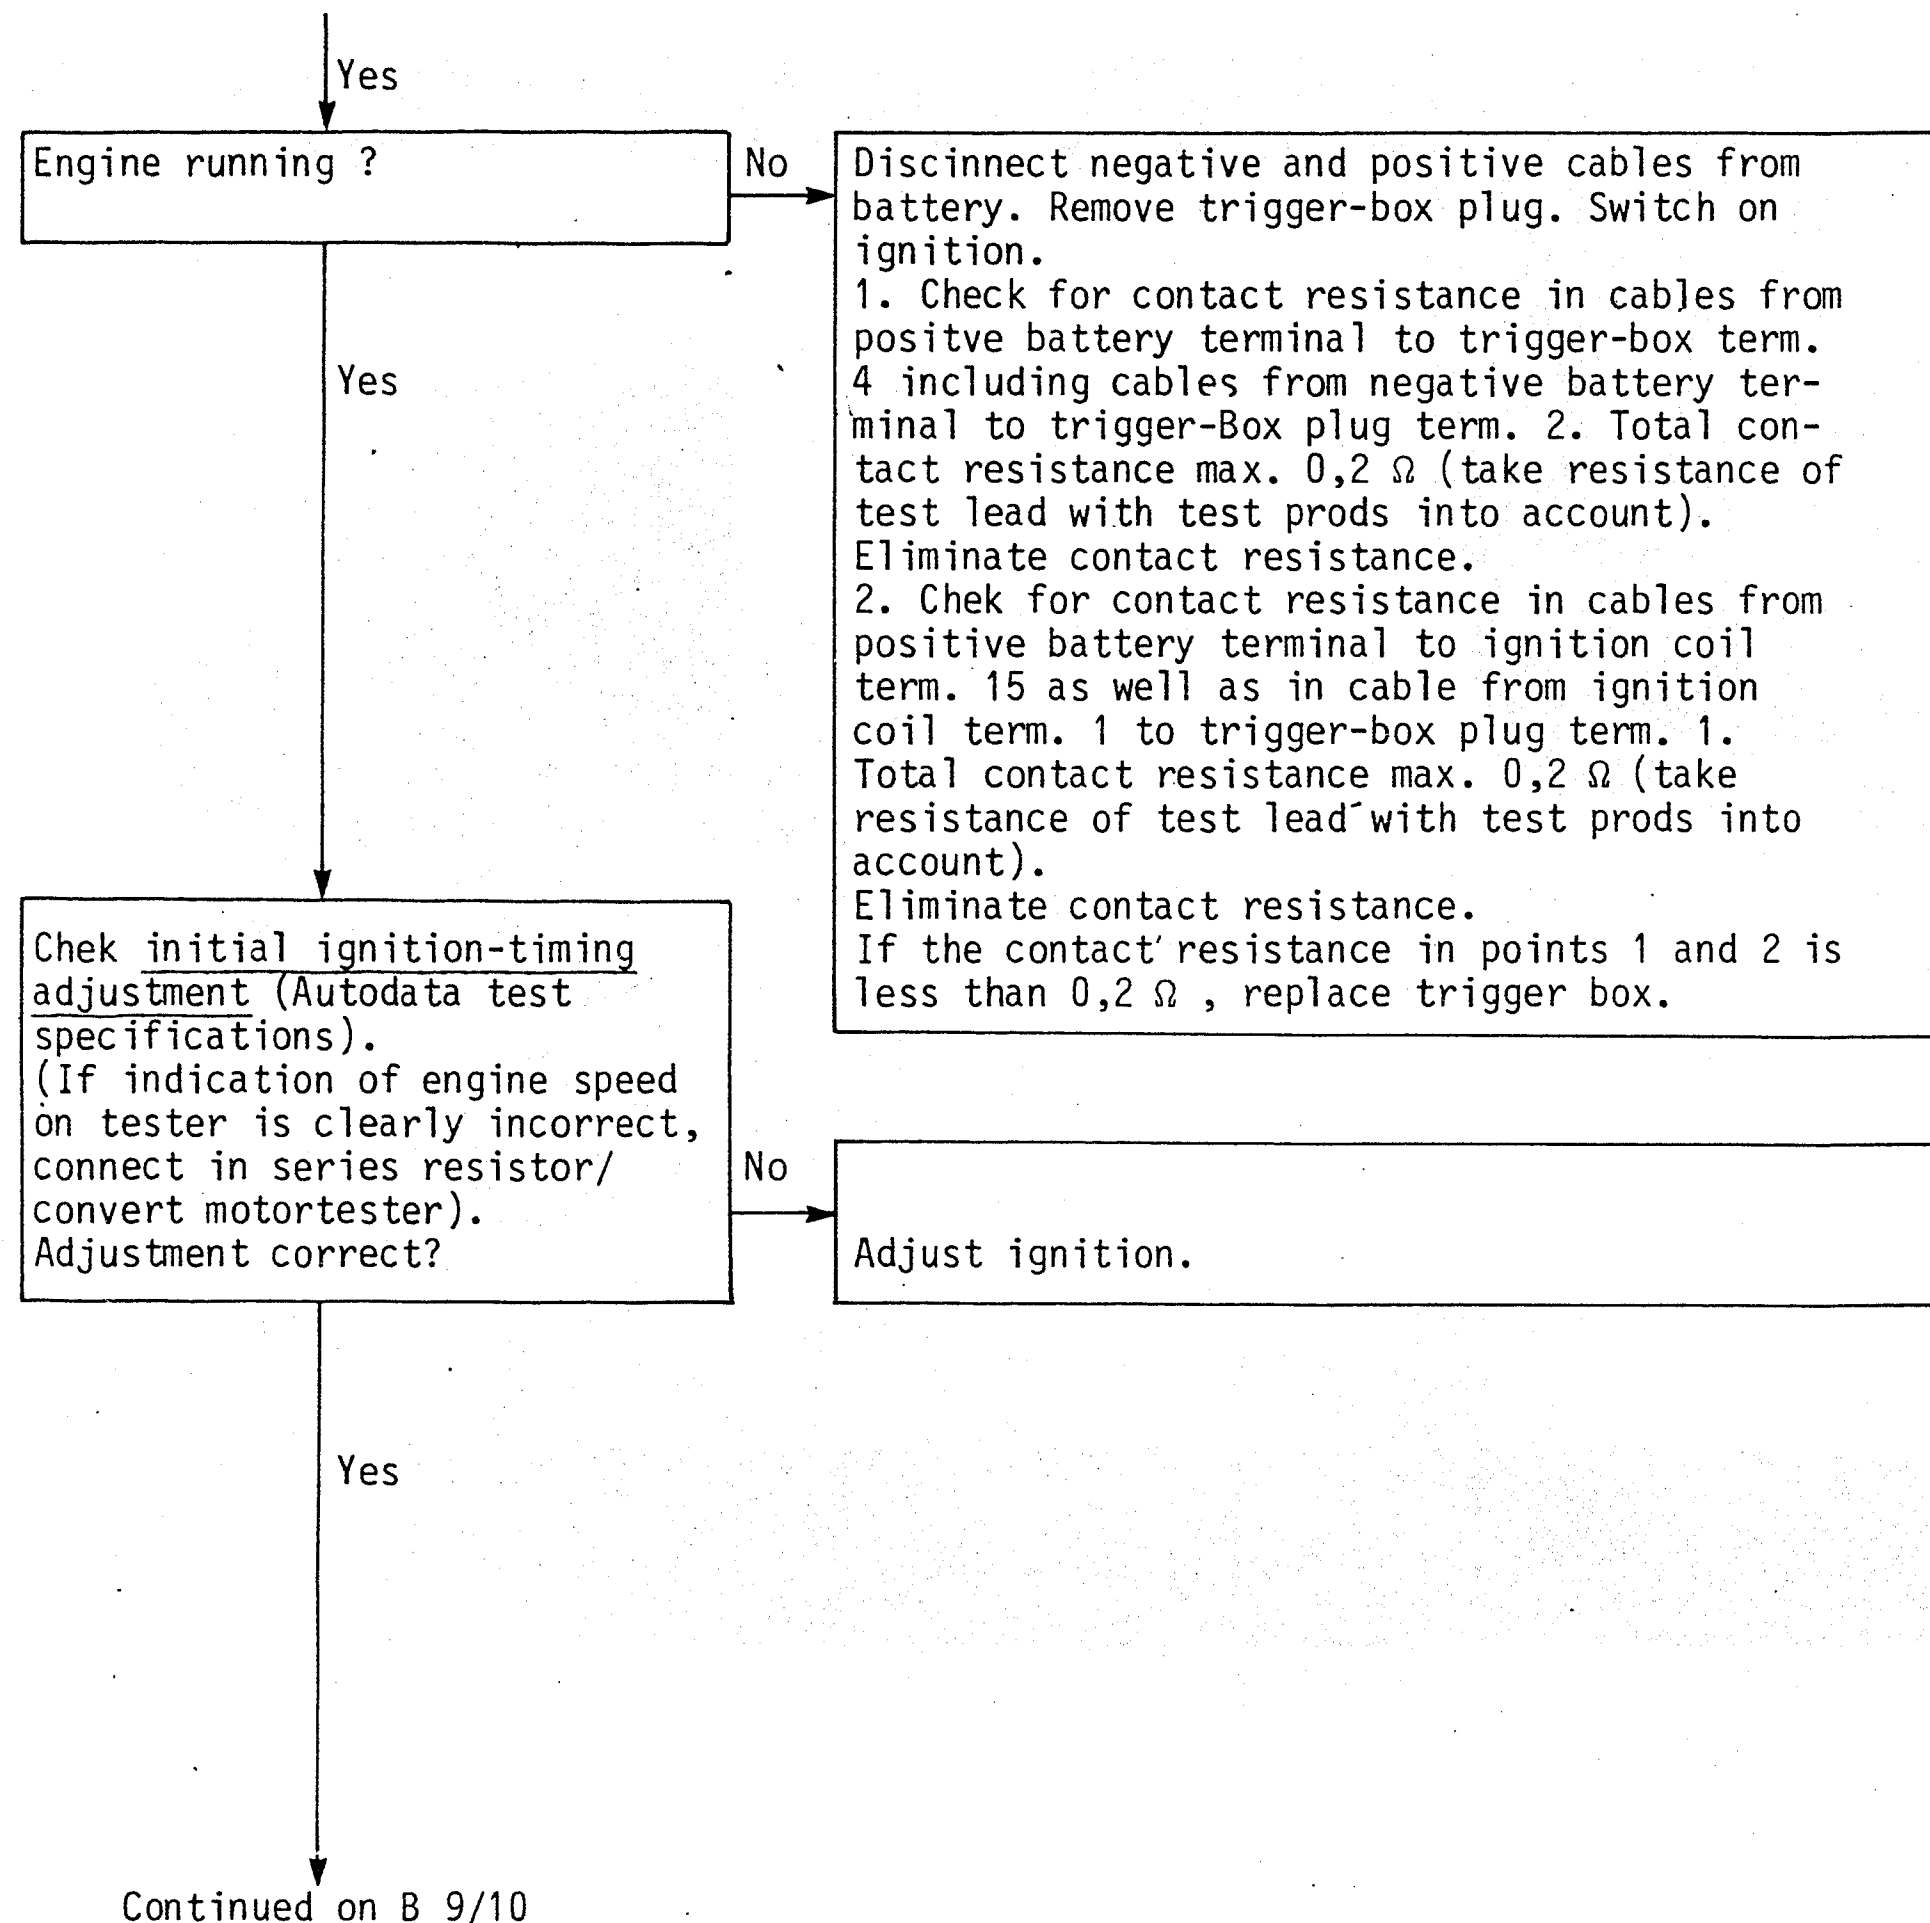 Yes
Engine running ?
No
Discinnect negative and positive cables from
battery. Remove trigger-box plug. Switch on
ignition.
1. Check for contact resistance in cables from
positve battery terminal to trigger-box term.
4 including cables from negative battery ter-
minal to trigger-Box plug term. 2. Total con-
tact resistance max. 0,2 Ω (take resistance of
test lead with test prods into account).
Eliminate contact resistance.
2. Chek for contact resistance in cables from
positive battery terminal to ignition coil
term. 15 as well as in cable from ignition
coil term. 1 to trigger-box plug term. 1.
Total contact resistance max. 0,2 Ω (take
resistance of test lead with test prods into
account).
Eliminate contact resistance.
If the contact resistance in points 1 and 2 is
less than 0,2 Ω , replace trigger box.
Yes
Chek initial ignition-timing
adjustment (Autodata test
specifications).
(If indication of engine speed
on tester is clearly incorrect,
connect in series resistor/
convert motortester).
Adjustment correct?
No
Adjust ignition.
Yes
Continued on B 9/10